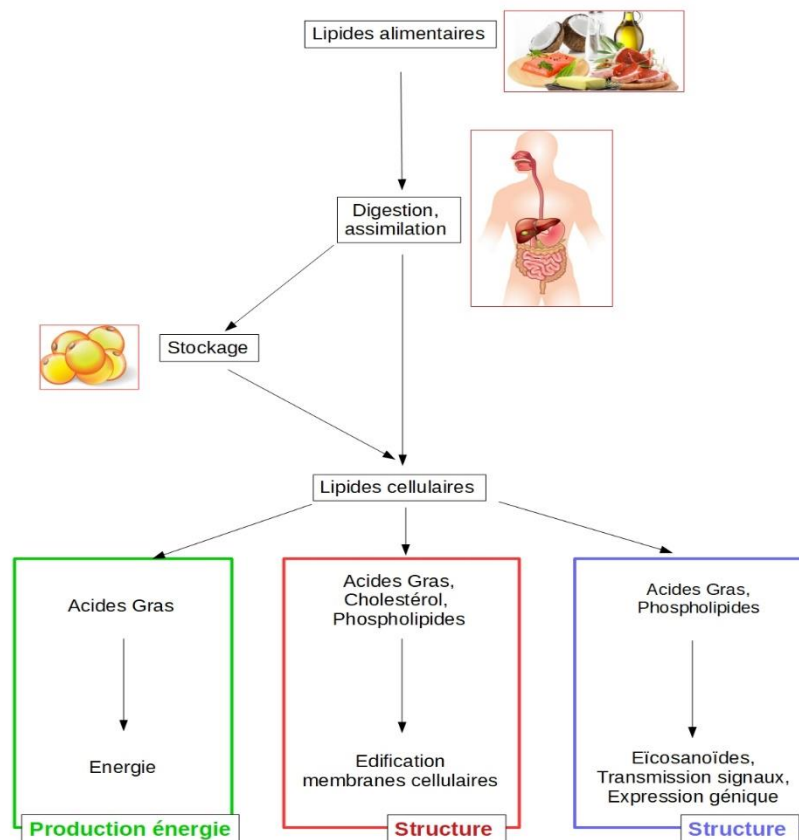 Lipides alimentaires
Digestion,
assimilation
Stockage
Lipides cellulaires
Acides Gras
Energie
Production énergie
Acides Gras,
Cholestérol,
Phospholipides
Edification
membranes cellulaires
Structure
Acides Gras,
Phospholipides
Eïcosanoïdes,
Transmission signaux,
Expression génique
Structure